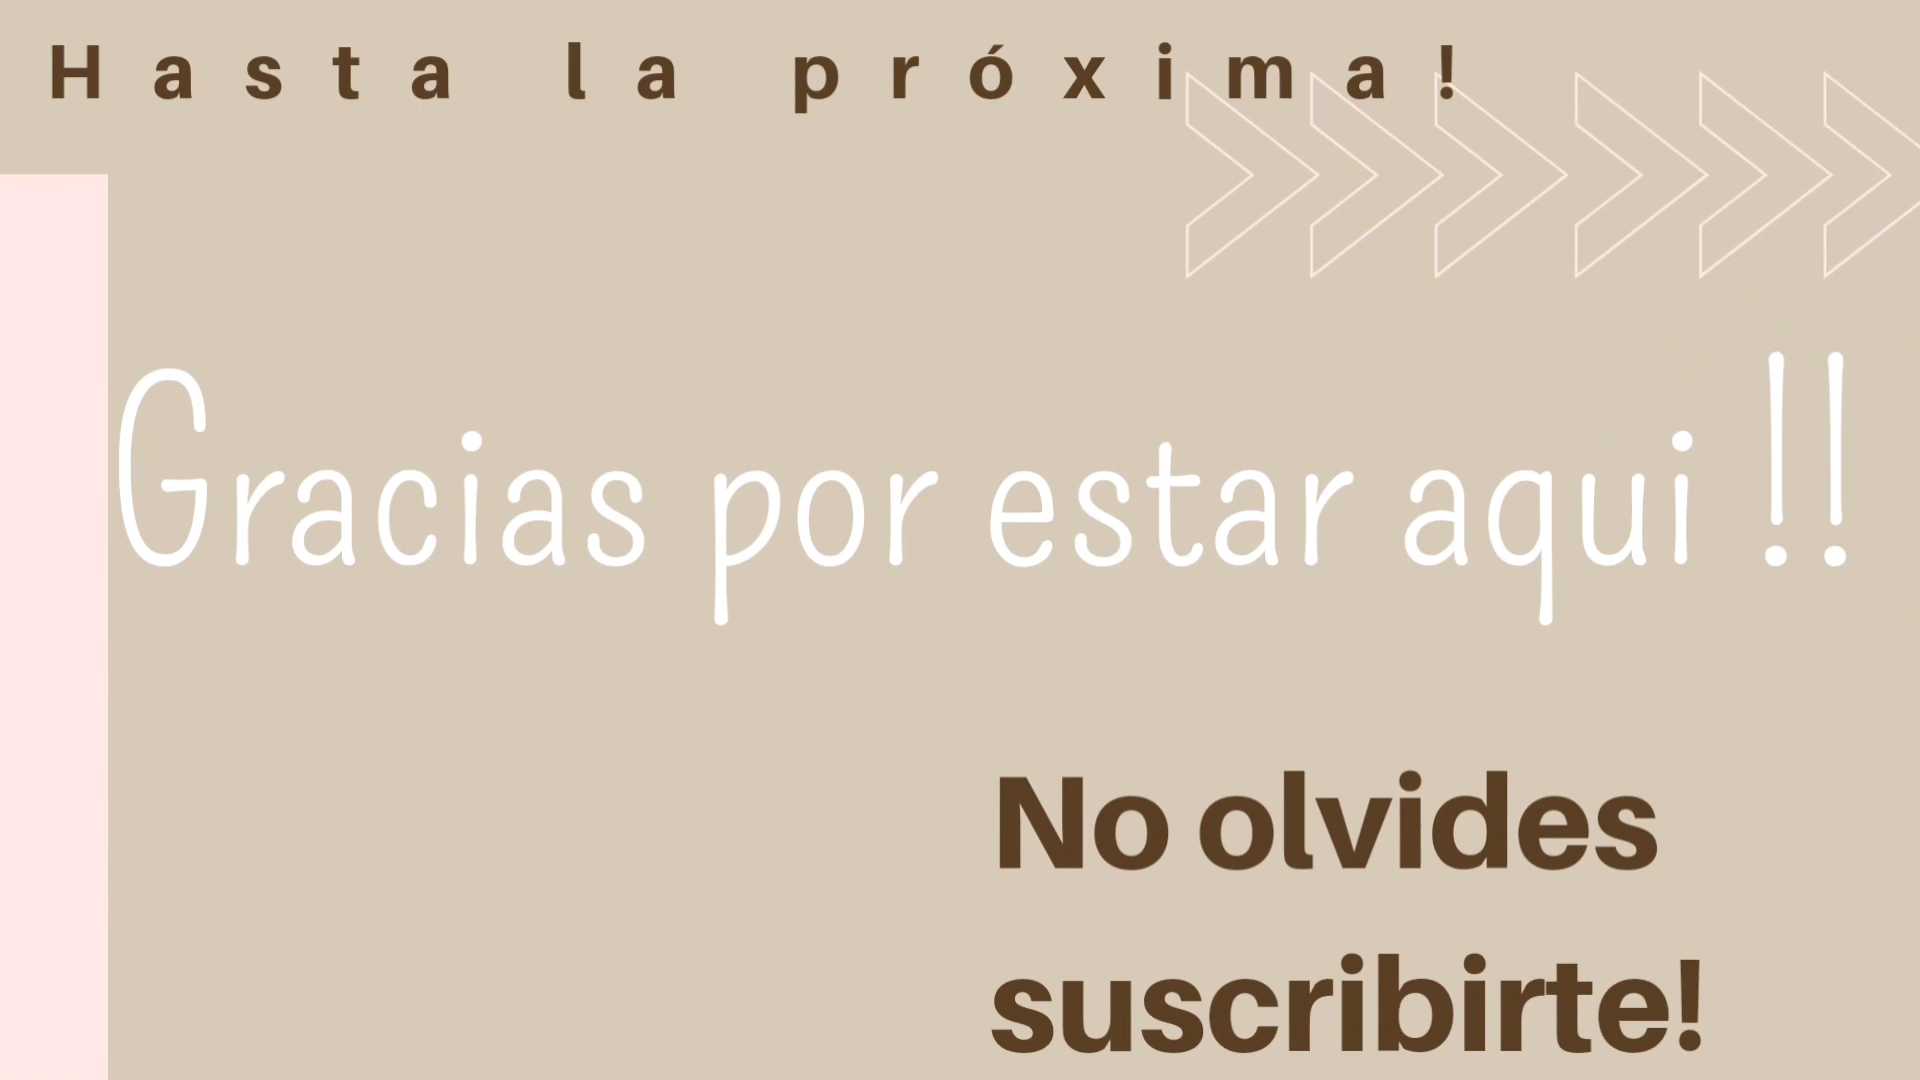 Hasta la próxima!
Gracias por estar aqui !!
No olvides
suscribirte!